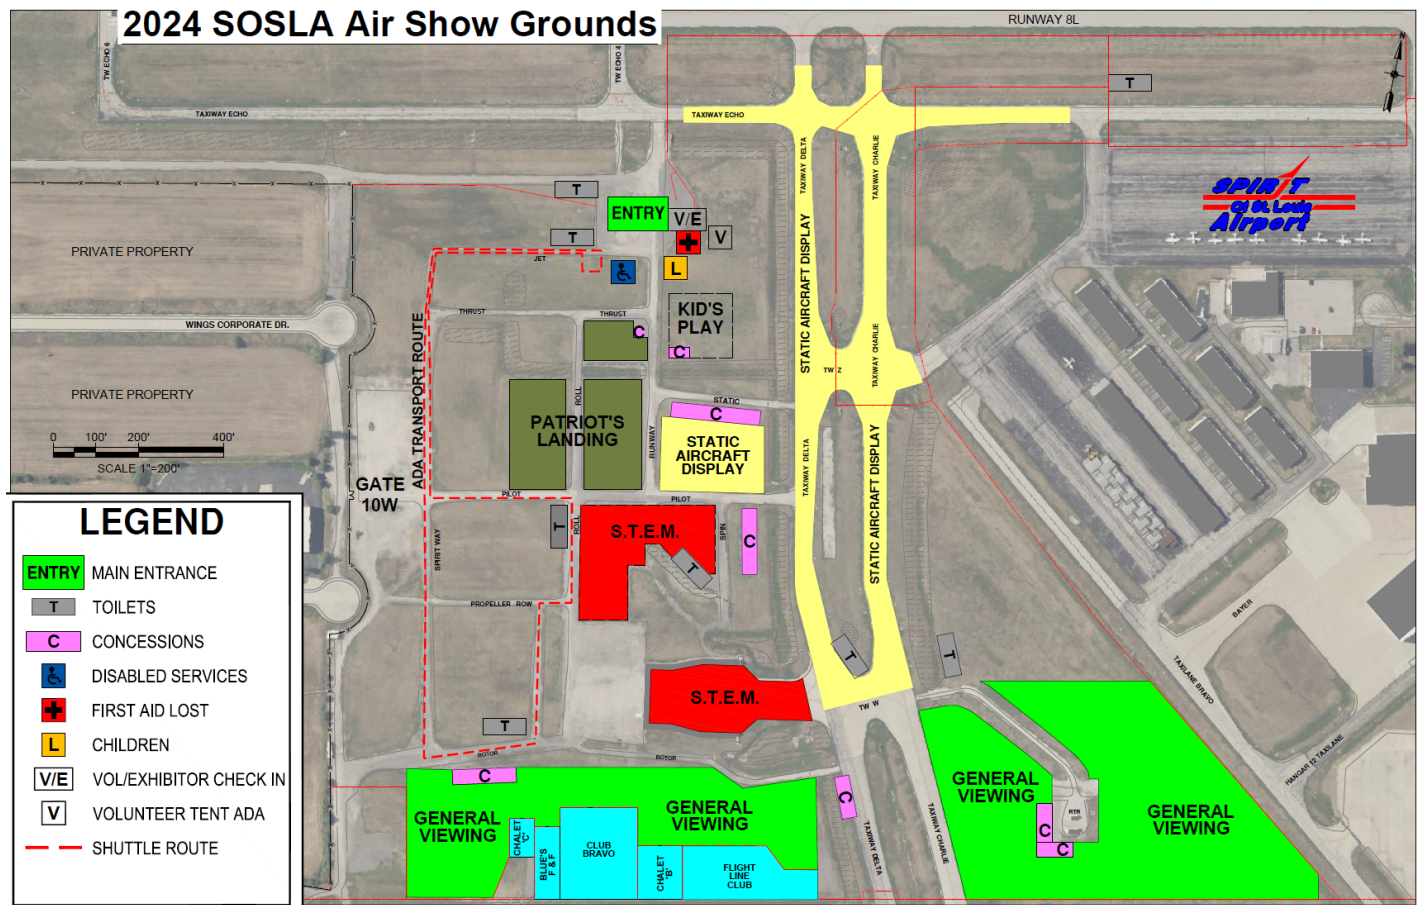 2024 SOSLA Air Show Grounds
RUNWAY 8L
TW ECHO 6
TW ECHO 4
N
T
TAXIWAY ECHO
TAXIWAY ECHO
TAXIWAY DELTA
TAXIWAY CHARLIE
X
SPIRIT
Of St. Louis
Airport
T
ENTRY
V/E
V
T
L
JET
PRIVATE PROPERTY
STATIC AIRCRAFT DISPLAY
KID'S
PLAY
C
THRUST
THRUST
C
WINGS CORPORATE DR.
ADA TRANSPORT ROUTE
TAXIWAY CHARLIE
TW Z
PRIVATE PROPERTY
ROLL
STATIC
C
PATRIOT'S
LANDING
RUNWAY
STATIC
AIRCRAFT
DISPLAY
TAXIWAY DELTA
STATIC AIRCRAFT DISPLAY
0 100' 200' 400'
SCALE 1"=200'
GATE
10W
PILOT
PILOT
T
ROLL
S.T.E.M.
SPIN
C
T
SPIRIT WAY
PROPELLER ROW
BAYER
T
T
TAXILANE BRAVO
S.T.E.M.
TW W
T
ROTOR
ROTOR
HANGAR 12 TAXILANE
C
GENERAL
VIEWING
GENERAL
VIEWING
C
GENERAL
VIEWING
GENERAL
VIEWING
RTR
C
C
CHALET
'C'
BLUE'S
F & F
CLUB
BRAVO
CHALET
'B'
FLIGHT
LINE
CLUB
TAXIWAY DELTA
TAXIWAY CHARLIE
LEGEND
ENTRY MAIN ENTRANCE
T TOILETS
C CONCESSIONS
DISABLED SERVICES
FIRST AID LOST
L CHILDREN
V/E VOL/EXHIBITOR CHECK IN
V VOLUNTEER TENT ADA
SHUTTLE ROUTE